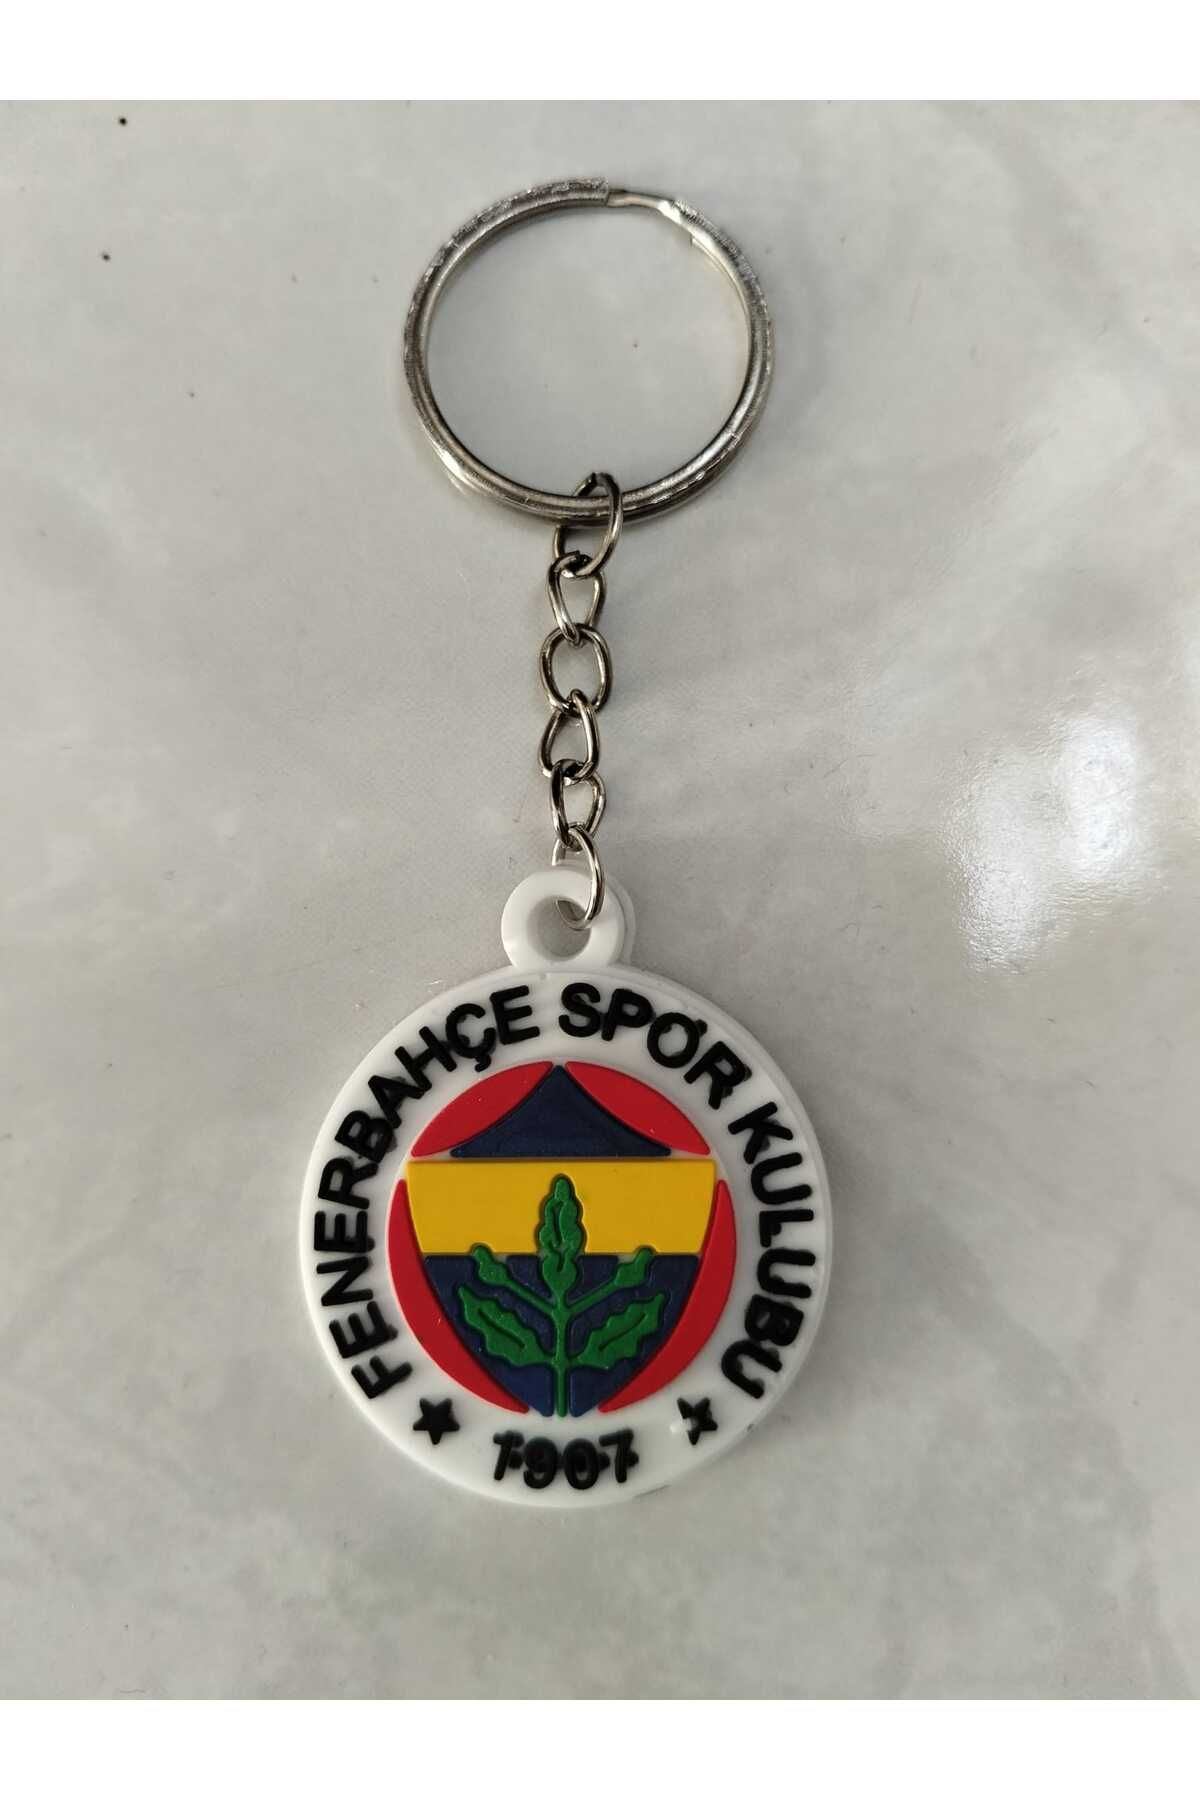 FENERBAHÇE SPOR KULUBU
★ 1907 ★